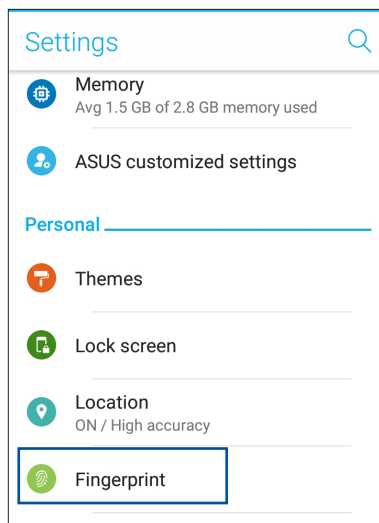 Settings
Memory
Avg 1.5 GB of 2.8 GB memory used
ASUS customized settings
Personal
Themes
Lock screen
Location
ON / High accuracy
Fingerprint